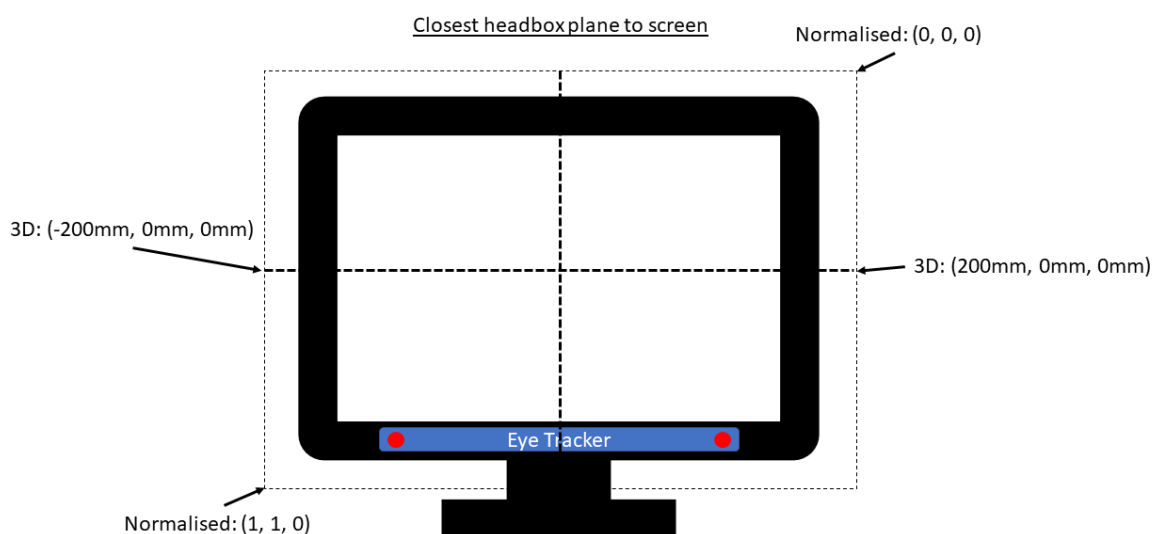 Closest headbox plane to screen
Normalised: (0, 0, 0)
3D: (-200mm, 0mm, 0mm)
3D: (200mm, 0mm, 0mm)
Eye Tracker
Normalised: (1, 1, 0)